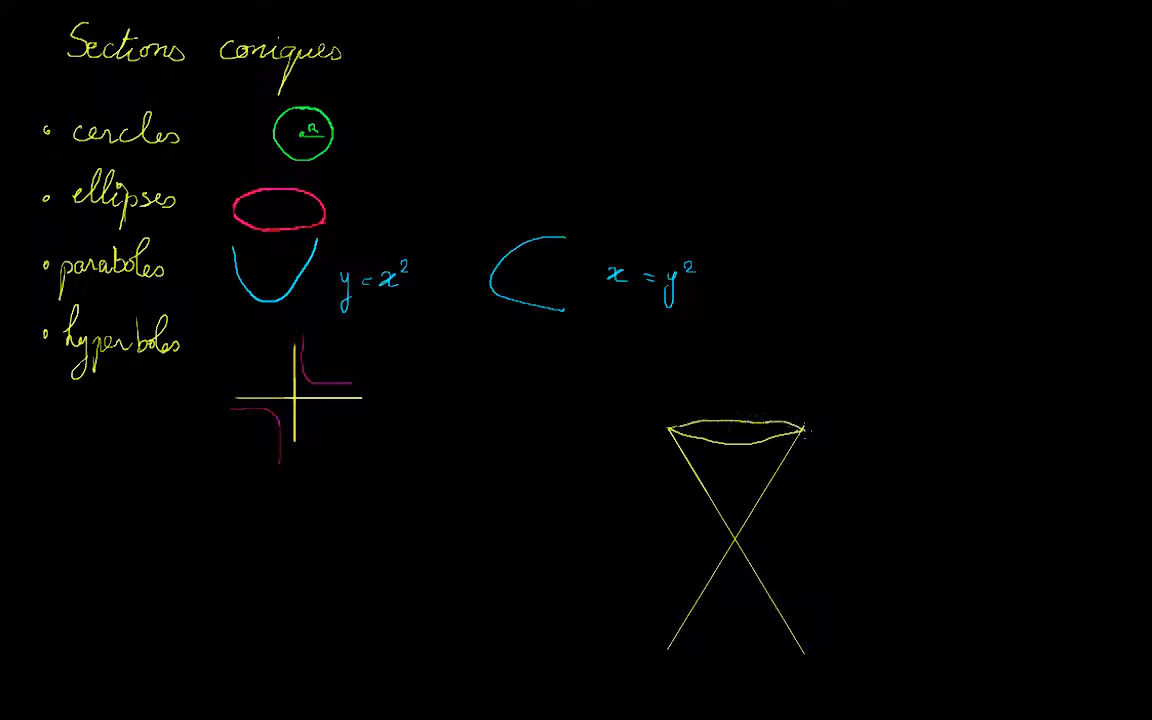 Sections coniques
• cercles
R
• ellipses
• paraboles
y = x²
x = y²
• hyperboles